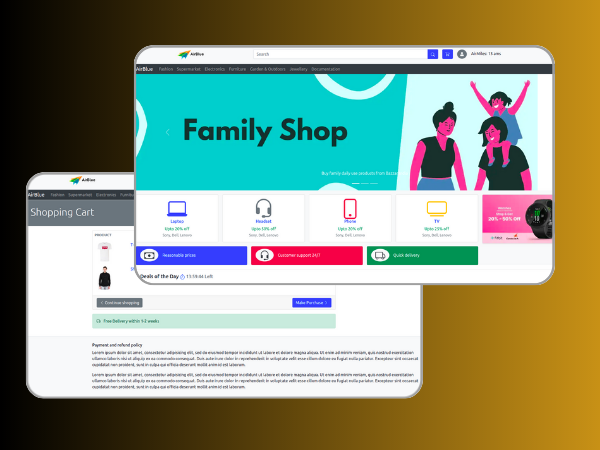 AirBlue
Search
AirMiles: 15 ums
AirBlue Fashion Supermarket Electronics Furniture Garden & Outdoors Jewellery Documentation
Family Shop
Buy family daily use products from Bazaar
Laptop
Upto 20% off
Sony, Dell, Lenovo
Headset
Upto 50% off
Sony, Dell, Lenovo
Phone
Upto 30% off
Sony, Dell, Lenovo
TV
Upto 25% off
Sony, Dell, Lenovo
20% - 50% Off
Reasonable prices
Customer support 24/7
Quick delivery
Deals of the Day 11:19:44 Left
AirBlue
AirBlue Fashion Supermarket Electronics
Shopping Cart
PRODUCT
Continue shopping
Make Purchase
Free Delivery within 1-2 weeks
Payment and refund policy
Lorem ipsum dolor sit amet, consectetur adipisicing elit, sed do eiusmod tempor incididunt ut labore et dolore magna aliqua. Ut enim ad minim veniam, quis nostrud exercitation
ullamco laboris nisi ut aliquip ex ea commodo consequat. Duis aute irure dolor in reprehenderit in voluptate velit esse cillum dolore eu fugiat nulla pariatur. Excepteur sint occaecat
cupidatat non proident, sunt in culpa qui officia deserunt mollit anim id est laborum.
Lorem ipsum dolor sit amet, consectetur adipisicing elit, sed do eiusmod tempor incididunt ut labore et dolore magna aliqua. Ut enim ad minim veniam, quis nostrud exercitation
ullamco laboris nisi ut aliquip ex ea commodo consequat. Duis aute irure dolor in reprehenderit in voluptate velit esse cillum dolore eu fugiat nulla pariatur. Excepteur sint occaecat
cupidatat non proident, sunt in culpa qui officia deserunt mollit anim id est laborum.